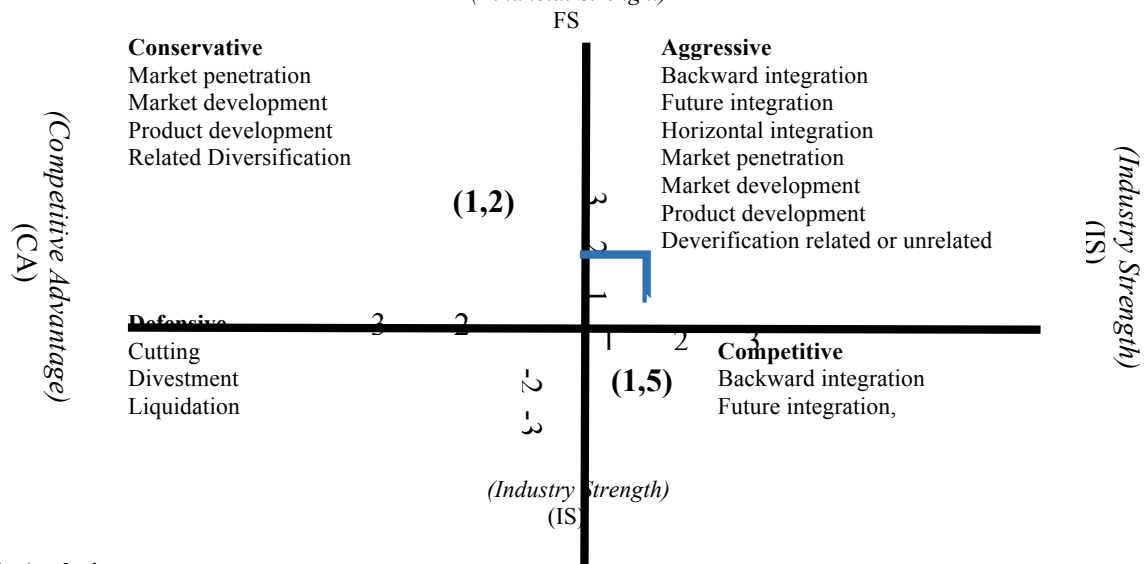 FS
Conservative
Market penetration
Market development
Product development
Related Diversification
Aggressive
Backward integration
Future integration
Horizontal integration
Market penetration
Market development
Product development
Deverification related or unrelated
(Competitive Advantage)
(CA)
(Industry Strength)
(IS)
(1,2)
3
2
1
Defensive
3 2
1 2 3
Cutting
Divestment
Liquidation
-2
-3
(1,5)
Competitive
Backward integration
Future integration,
(Industry Strength)
(IS)